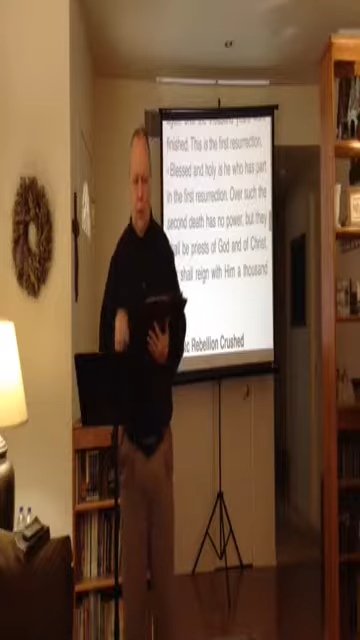 finished. This is the first resurrection.
Blessed and holy is he who has part
in the first resurrection. Over such the
second death has no power, but they
be priests of God and of Christ,
shall reign with Him a thousand
Rebellion Crushed